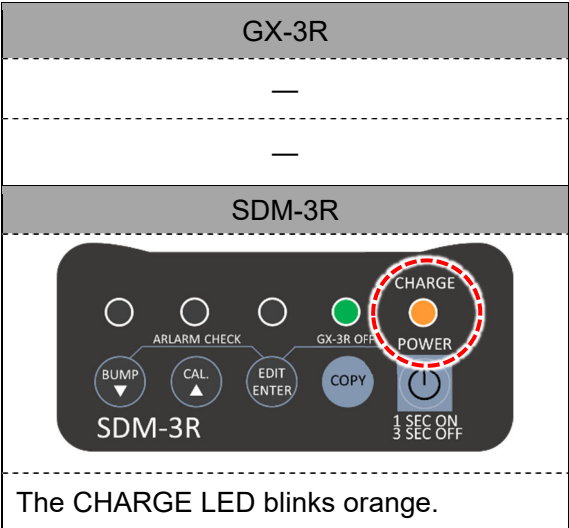 GX-3R
—
—
SDM-3R
CHARGE
ARLARM CHECK GX-3R OFF POWER
BUMP CAL. EDIT COPY
▼ ▲ ENTER
SDM-3R 1 SEC ON
3 SEC OFF
The CHARGE LED blinks orange.